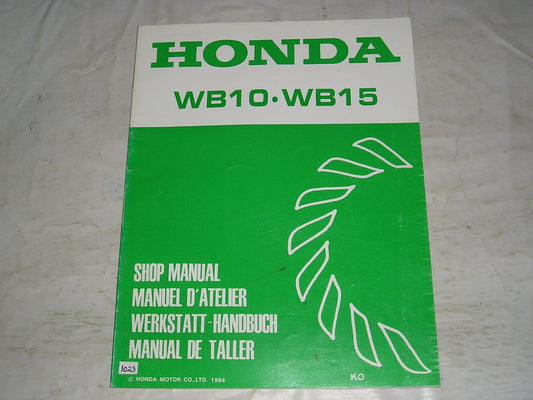 HONDA
WB10·WB15
SHOP MANUAL
MANUEL D'ATELIER
WERKSTATT-HANDBUCH
MANUAL DE TALLER
1023
© HONDA MOTOR CO.,LTD. 1984
KO